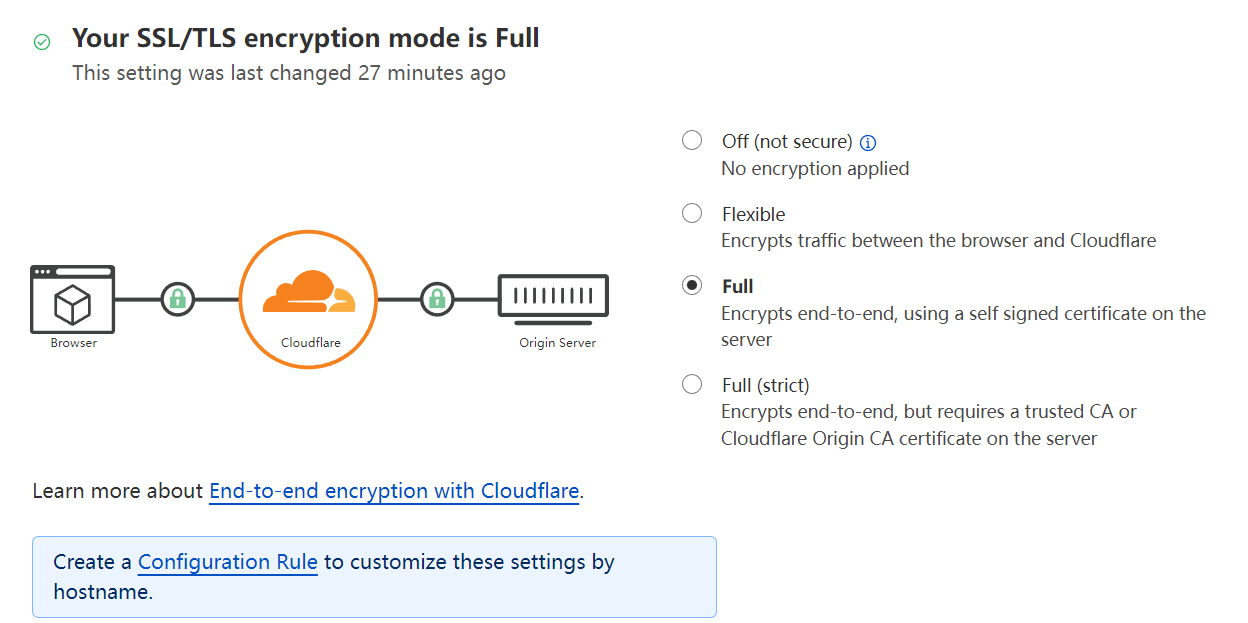 Your SSL/TLS encryption mode is Full
This setting was last changed 27 minutes ago
Browser
Cloudflare
Origin Server
Off (not secure)
No encryption applied
Flexible
Encrypts traffic between the browser and Cloudflare
Full
Encrypts end-to-end, using a self signed certificate on the
server
Full (strict)
Encrypts end-to-end, but requires a trusted CA or
Cloudflare Origin CA certificate on the server
Learn more about End-to-end encryption with Cloudflare.
Create a Configuration Rule to customize these settings by
hostname.